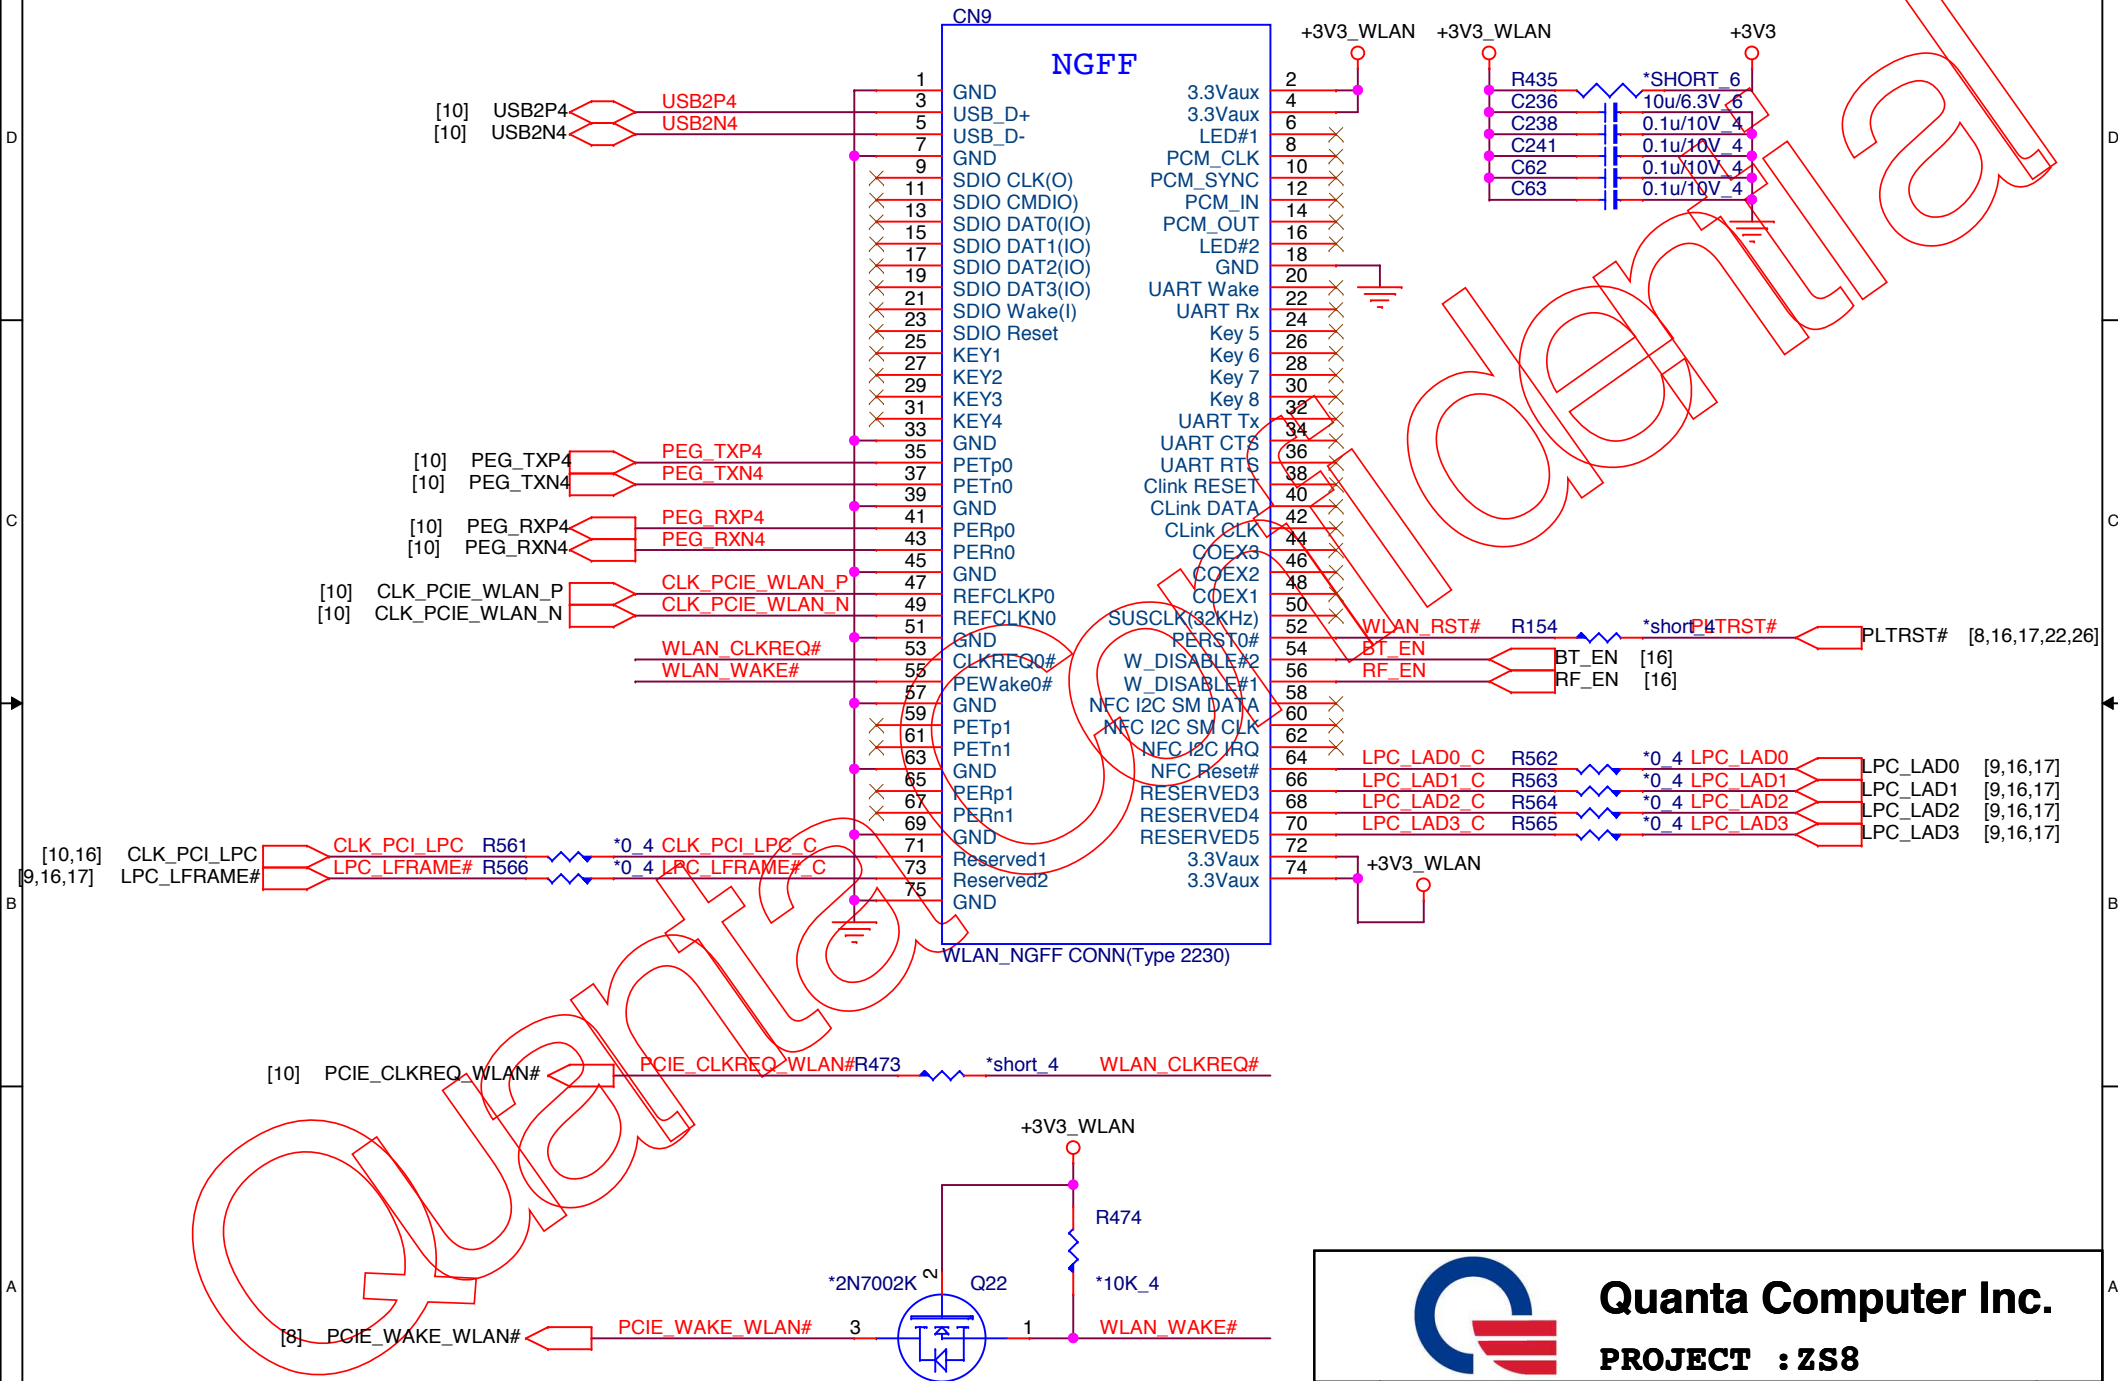 CN9
NGFF
+3V3_WLAN +3V3_WLAN +3V3
R435 *SHORT_6
C236 10u/6.3V_6
C238 0.1u/10V_4
C241 0.1u/10V_4
C62 0.1u/10V_4
C63 0.1u/10V_4
1 GND 3.3Vaux 2
[10] USB2P4 USB2P4 3 USB_D+ 3.3Vaux 4
[10] USB2N4 USB2N4 5 USB_D- LED#1 6
7 GND PCM_CLK 8
9 SDIO CLK(O) PCM_SYNC 10
11 SDIO CMDIO) PCM_IN 12
13 SDIO DAT0(IO) PCM_OUT 14
15 SDIO DAT1(IO) LED#2 16
17 SDIO DAT2(IO) GND 18
19 SDIO DAT3(IO) UART Wake 20
21 SDIO Wake(I) UART Rx 22
23 SDIO Reset Key 5 24
25 KEY1 Key 6 26
27 KEY2 Key 7 28
29 KEY3 Key 8 30
31 KEY4 UART Tx 32
33 GND UART CTS 34
[10] PEG_TXP4 PEG_TXP4 35 PETp0 UART RTS 36
[10] PEG_TXN4 PEG_TXN4 37 PETn0 Clink RESET 38
39 GND CLink DATA 40
[10] PEG_RXP4 PEG_RXP4 41 PERp0 CLink CLK 42
[10] PEG_RXN4 PEG_RXN4 43 PERn0 COEX3 44
45 GND COEX2 46
[10] CLK_PCIE_WLAN_P CLK_PCIE_WLAN_P 47 REFCLKP0 COEX1 48
[10] CLK_PCIE_WLAN_N CLK_PCIE_WLAN_N 49 REFCLKN0 SUSCLK(32KHz) 50
51 GND PERST0# 52 WLAN_RST# R154 *short_4 PLTRST# PLTRST# [8,16,17,22,26]
WLAN_CLKREQ# 53 CLKREQ0# W_DISABLE#2 54 BT_EN BT_EN [16]
WLAN_WAKE# 55 PEWake0# W_DISABLE#1 56 RF_EN RF_EN [16]
57 GND NFC I2C SM DATA 58
59 PETp1 NFC I2C SM CLK 60
61 PETn1 NFC I2C IRQ 62
63 GND NFC Reset# 64 LPC_LAD0_C R562 *0_4 LPC_LAD0 LPC_LAD0 [9,16,17]
65 PERp1 RESERVED3 66 LPC_LAD1_C R563 *0_4 LPC_LAD1 LPC_LAD1 [9,16,17]
67 PERn1 RESERVED4 68 LPC_LAD2_C R564 *0_4 LPC_LAD2 LPC_LAD2 [9,16,17]
69 GND RESERVED5 70 LPC_LAD3_C R565 *0_4 LPC_LAD3 LPC_LAD3 [9,16,17]
[10,16] CLK_PCI_LPC CLK_PCI_LPC R561 *0_4 CLK_PCI_LPC_C 71 Reserved1 3.3Vaux 72 +3V3_WLAN
[9,16,17] LPC_LFRAME# LPC_LFRAME# R566 *0_4 LPC_LFRAME#_C 73 Reserved2 3.3Vaux 74
75 GND
WLAN_NGFF CONN(Type 2230)
[10] PCIE_CLKREQ_WLAN# PCIE_CLKREQ_WLAN# R473 *short_4 WLAN_CLKREQ#
+3V3_WLAN
R474
*2N7002K 2 Q22 *10K_4
[8] PCIE_WAKE_WLAN# PCIE_WAKE_WLAN# 3 1 WLAN_WAKE#
Quanta Confidential
D D
C C
B B
A A
Quanta Computer Inc.
PROJECT : ZS8